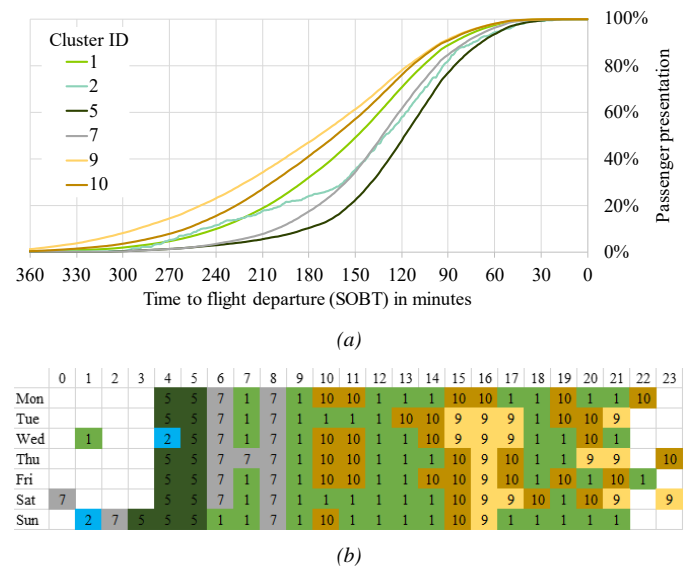 Cluster ID
1
2
5
7
9
10
100%
80%
60%
40%
20%
0%
Passenger presentation
360 330 300 270 240 210 180 150 120 90 60 30 0
Time to flight departure (SOBT) in minutes
(a)
0 1 2 3 4 5 6 7 8 9 10 11 12 13 14 15 16 17 18 19 20 21 22 23
Mon 5 5 7 1 7 1 10 10 1 1 1 10 10 1 1 10 1 1 10
Tue 5 5 7 1 7 1 1 1 1 10 10 9 9 9 1 10 10 9
Wed 1 2 5 7 1 7 1 10 10 1 1 10 9 9 9 1 1 10 1
Thu 5 5 7 7 7 1 10 10 1 1 1 10 9 10 1 1 9 9 10
Fri 5 5 7 1 7 1 10 10 1 1 10 10 9 10 1 10 1 10 1
Sat 7 5 5 7 1 7 1 1 1 1 1 1 10 9 9 10 1 10 9 9
Sun 2 7 5 5 5 1 1 7 1 10 1 1 1 1 10 9 1 1 1 1 1
(b)